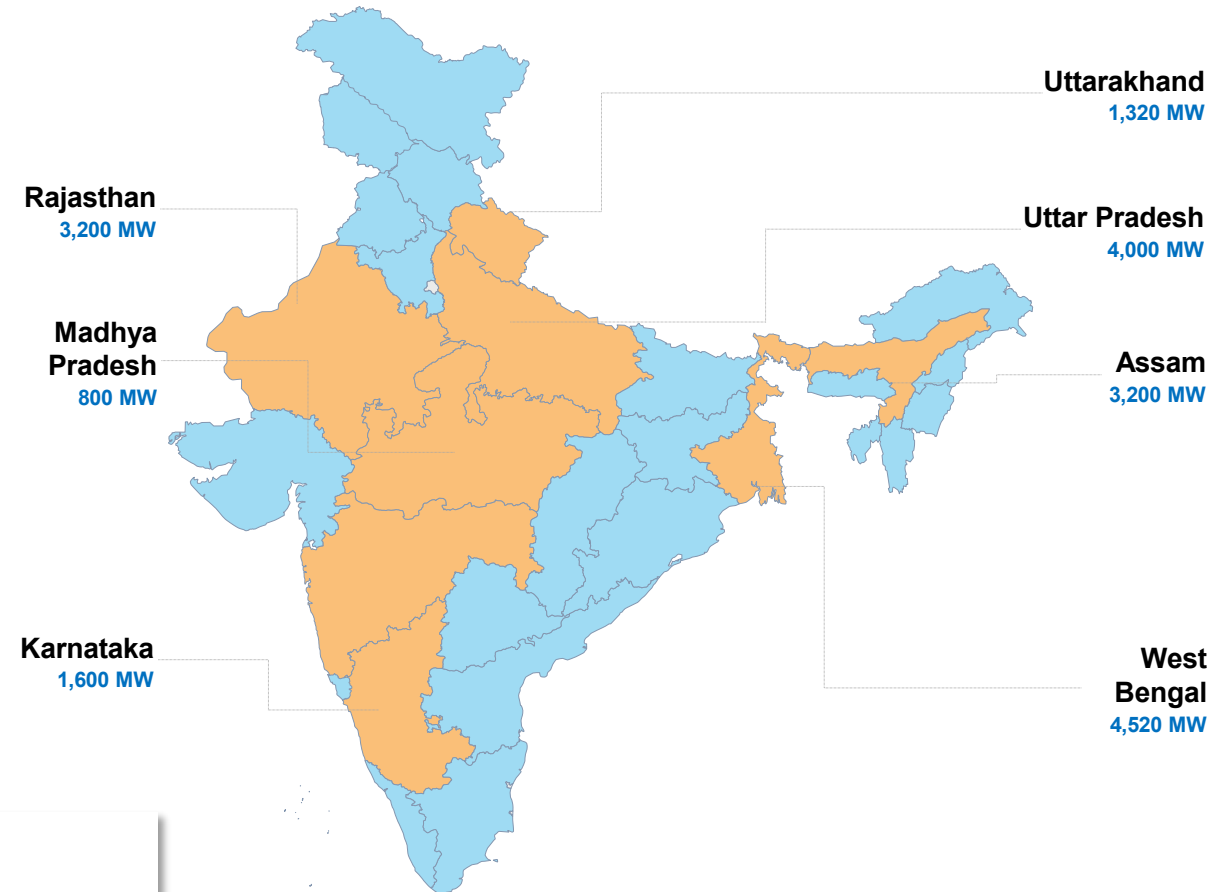 Uttarakhand
1,320 MW
Rajasthan
3,200 MW
Uttar Pradesh
4,000 MW
Madhya
Pradesh
800 MW
Assam
3,200 MW
Karnataka
1,600 MW
West
Bengal
4,520 MW